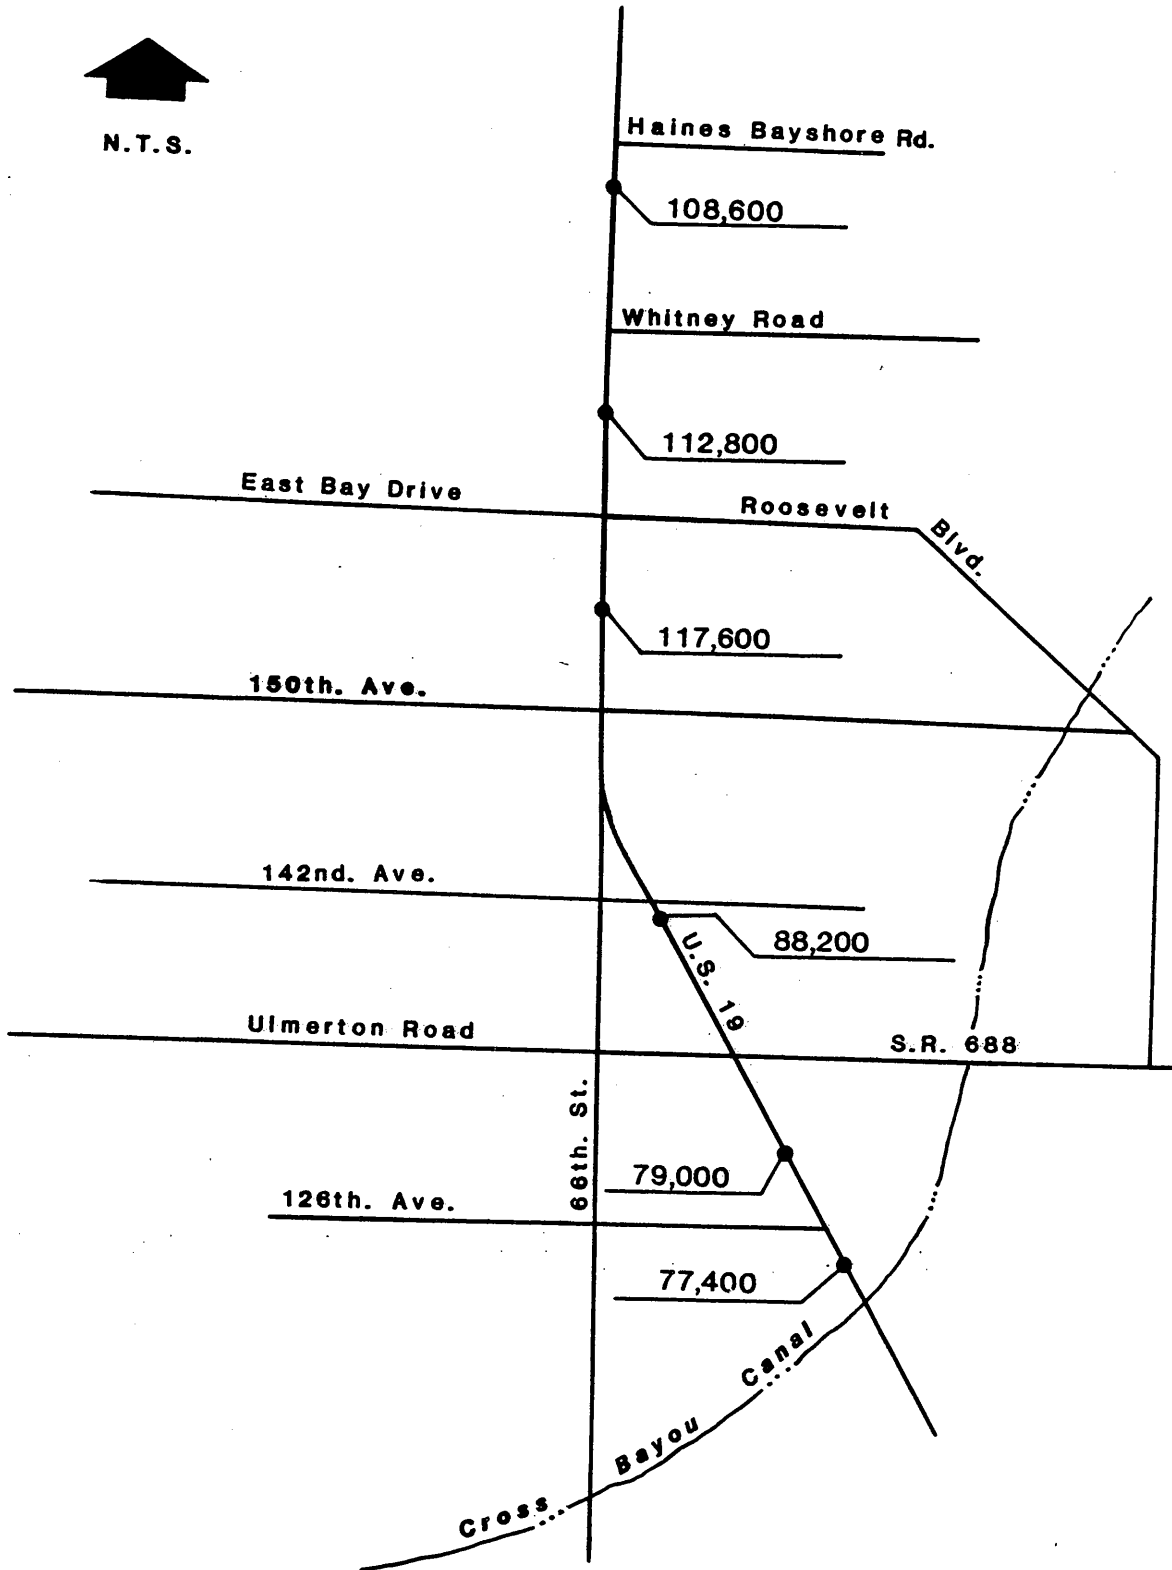 N.T.S.
Haines Bayshore Rd.
108,600
Whitney Road
112,800
East Bay Drive
Roosevelt Blvd.
117,600
150th. Ave.
142nd. Ave.
88,200
U.S. 19
Ulmerton Road
S.R. 688
66th. St.
79,000
126th. Ave.
77,400
Cross Bayou Canal